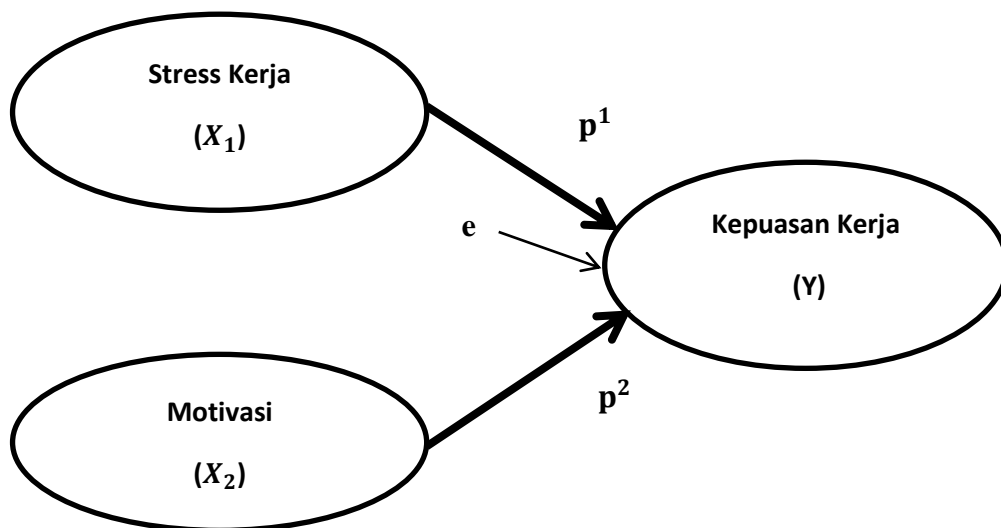 Stress Kerja
(X₁)
p¹
e
Kepuasan Kerja
(Y)
Motivasi
(X₂)
p²